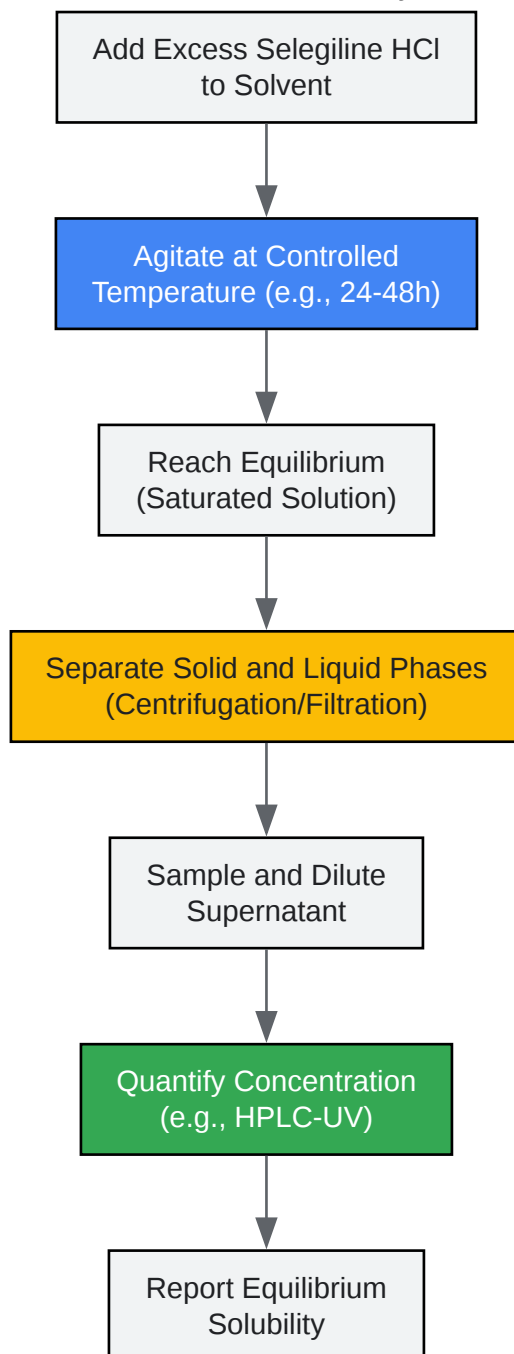 Add Excess Selegiline HCl
to Solvent
Agitate at Controlled
Temperature (e.g., 24-48h)
Reach Equilibrium
(Saturated Solution)
Separate Solid and Liquid Phases
(Centrifugation/Filtration)
Sample and Dilute
Supernatant
Quantify Concentration
(e.g., HPLC-UV)
Report Equilibrium
Solubility